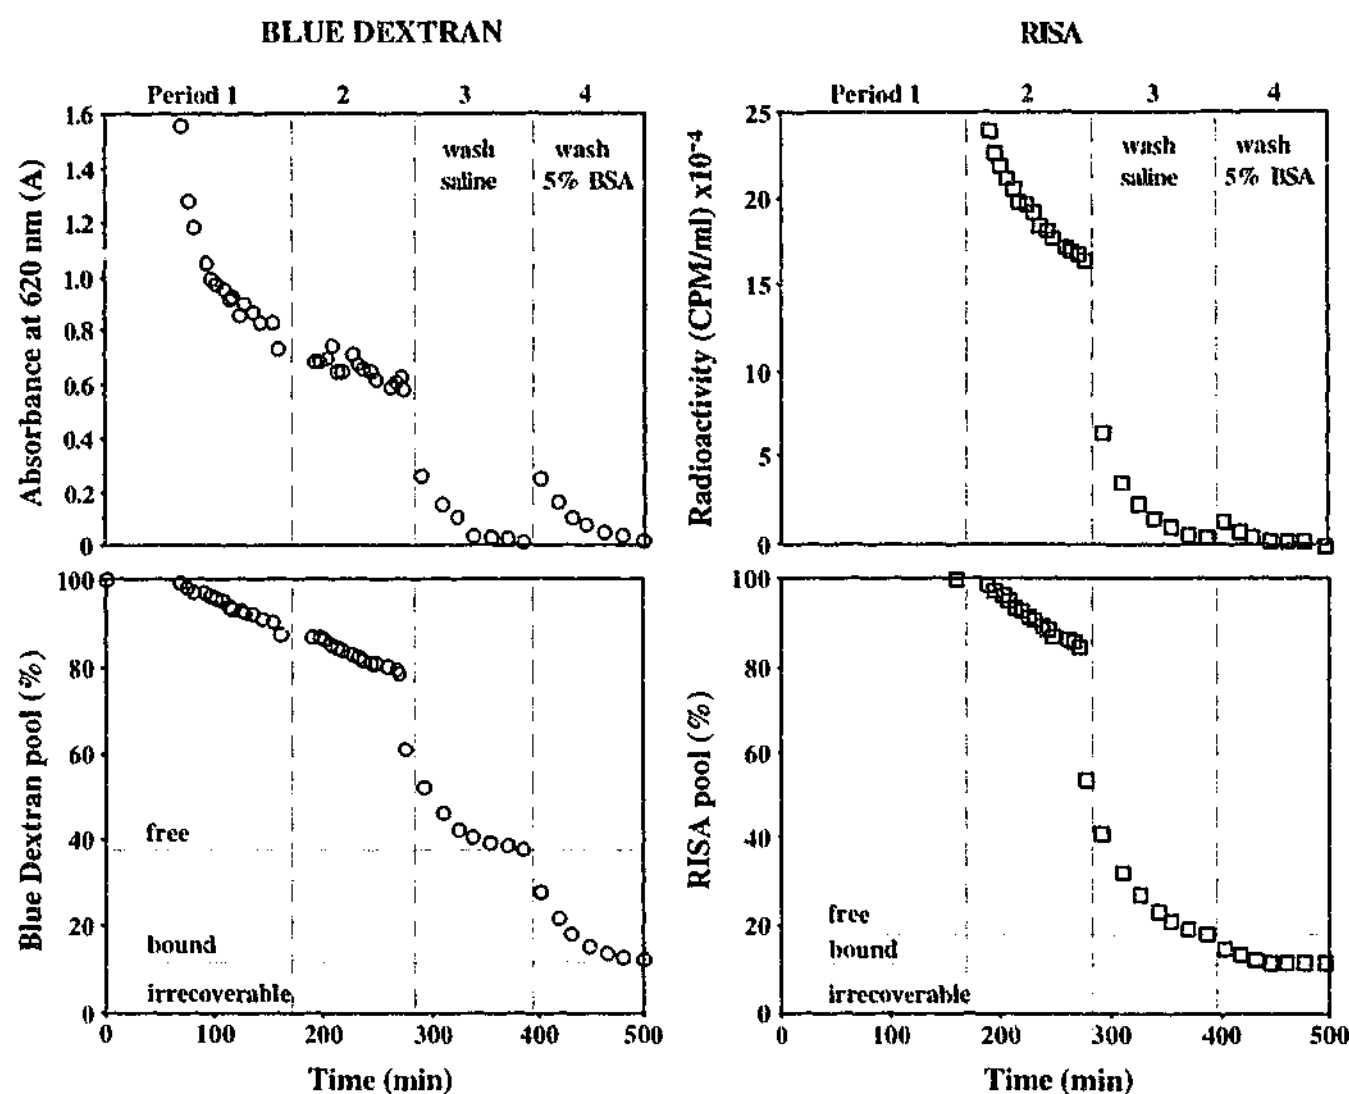 BLUE DEXTRAN
RISA
Period 1 2 3 4
Period 1 2 3 4
1.6
1.4
1.2
1.0
0.8
0.6
0.4
0.2
0
Absorbance at 620 nm (A)
wash
saline
wash
5% BSA
25
20
15
10
5
0
Radioactivity (CPM/ml) x10⁻⁴
wash
saline
wash
5% BSA
100
80
60
40
20
0
Blue Dextran pool (%)
free
bound
irrecoverable
0 100 200 300 400 500
Time (min)
100
80
60
40
20
0
RISA pool (%)
free
bound
irrecoverable
0 100 200 300 400 500
Time (min)